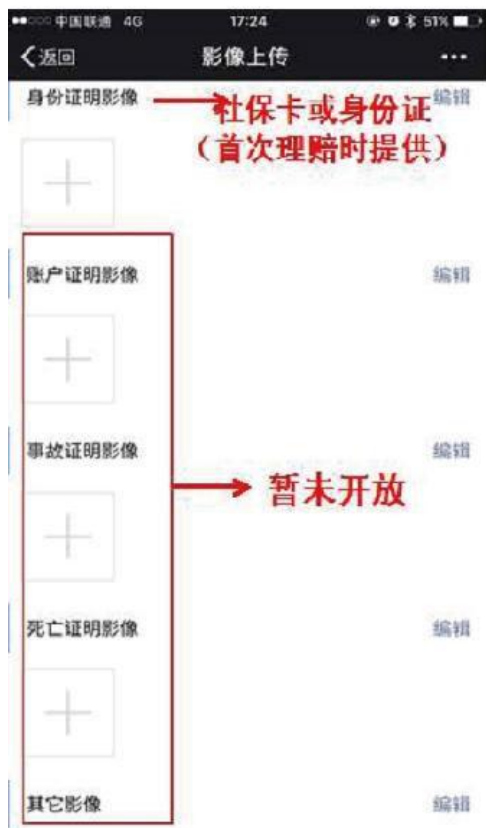 中国联通 4G 17:24 51%
返回 影像上传
身份证明影像 编辑
社保卡或身份证
（首次理赔时提供）
账户证明影像 编辑
事故证明影像 编辑
暂未开放
死亡证明影像 编辑
其它影像 编辑